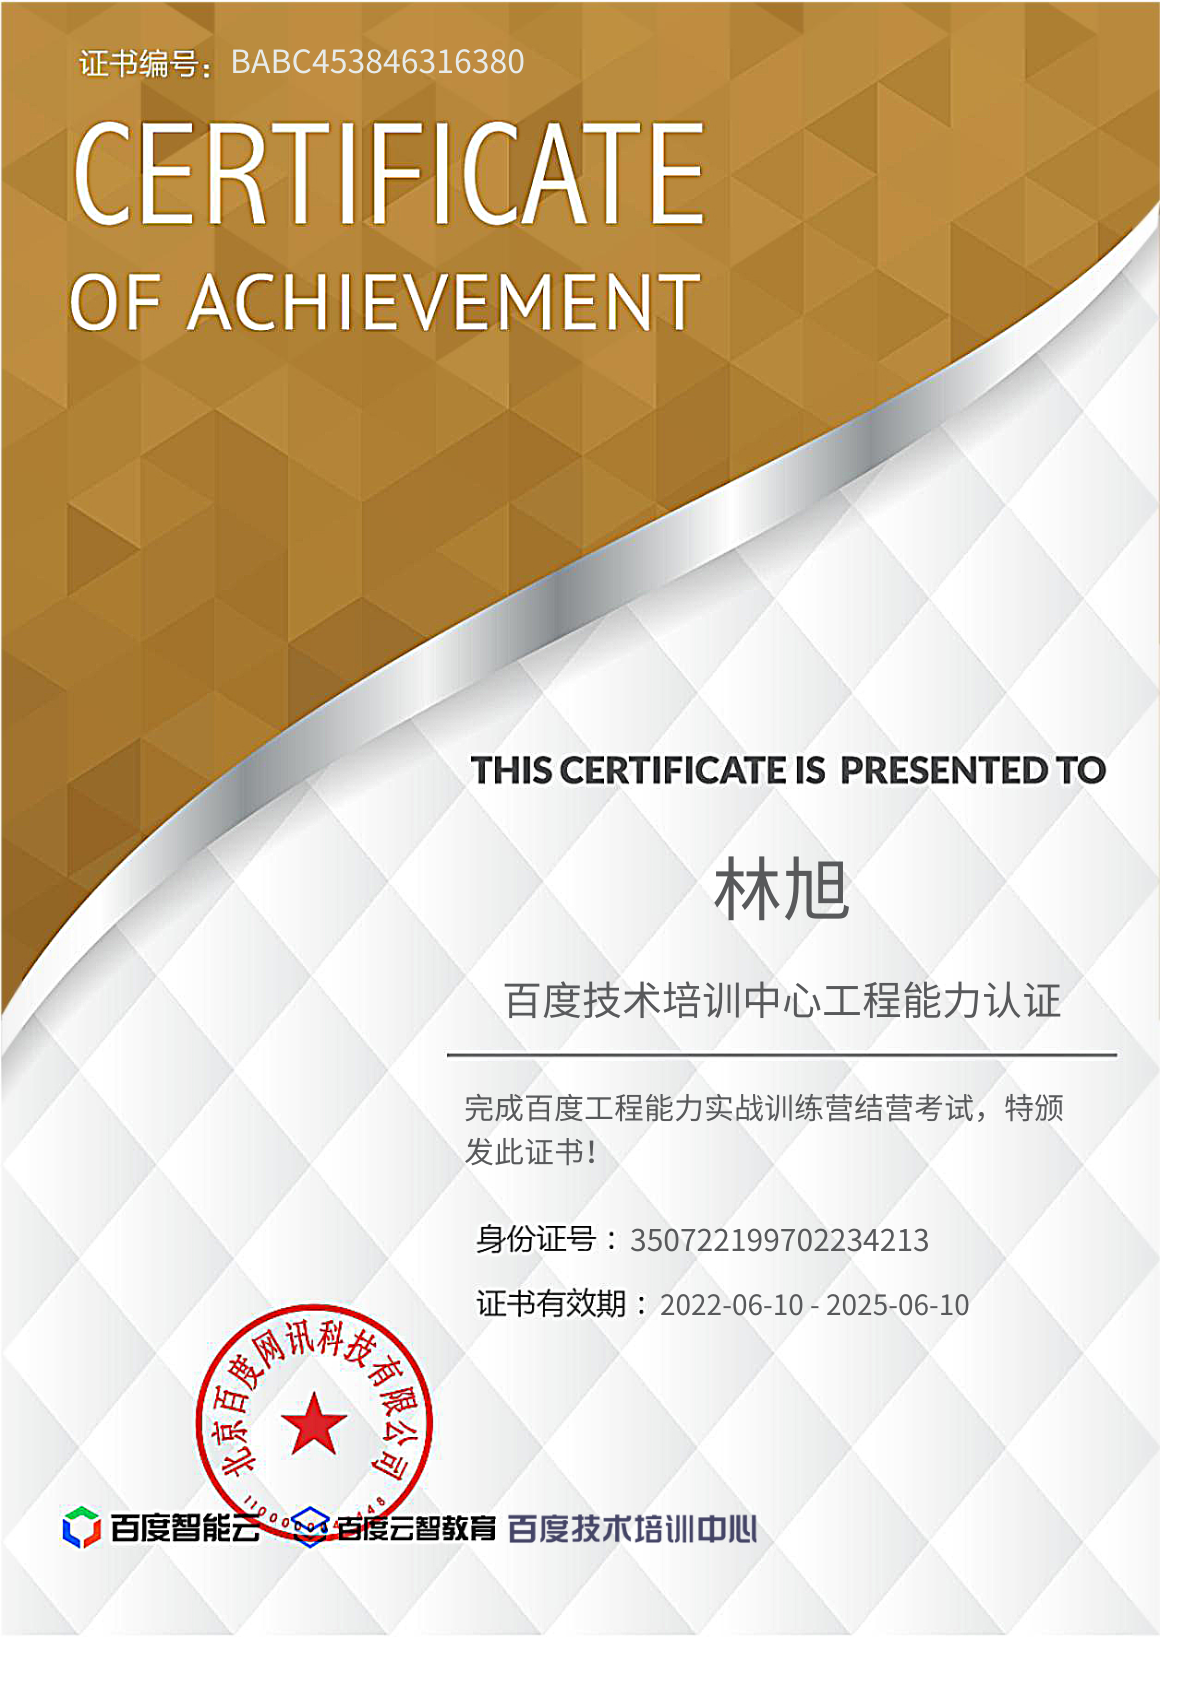 证书编号：BABC453846316380
CERTIFICATE
OF ACHIEVEMENT
THIS CERTIFICATE IS PRESENTED TO
林旭
百度技术培训中心工程能力认证
完成百度工程能力实战训练营结营考试，特颁
发此证书！
身份证号：350722199702234213
证书有效期：2022-06-10 - 2025-06-10
北京百度网讯科技有限公司
百度智能云 百度云智教育 百度技术培训中心